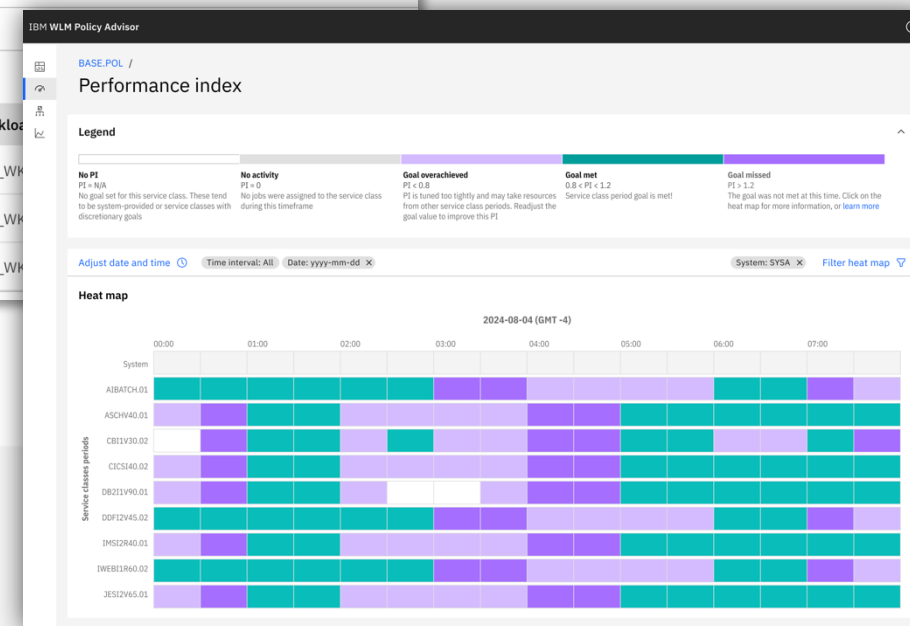 IBM WLM Policy Advisor
BASE.POL /
Performance index
Legend
No PI
PI = N/A
No goal set for this service class. These tend
to be system-provided or service classes with
discretionary goals
No activity
PI = 0
No jobs were assigned to the service class
during this timeframe
Goal overachieved
PI < 0.8
PI is tuned too tightly and may take resources
from other service class periods. Readjust the
goal value to improve this PI
Goal met
0.8 < PI < 1.2
Service class period goal is met!
Goal missed
PI > 1.2
The goal was not met at this time. Click on the
heat map for more information, or learn more
Adjust date and time
Time interval: All
Date: yyyy-mm-dd
System: SYSA
Filter heat map
Heat map
2024-08-04 (GMT -4)
00:00 01:00 02:00 03:00 04:00 05:00 06:00 07:00
Service classes periods
System
AIBATCH.01
ASCHV40.01
CBI1V30.02
CICSI40.02
DB2I1V90.01
DDFI2V45.02
IMSI2R40.01
IWEBI1R60.02
JESI2V65.01
_WK
_WK
_WK